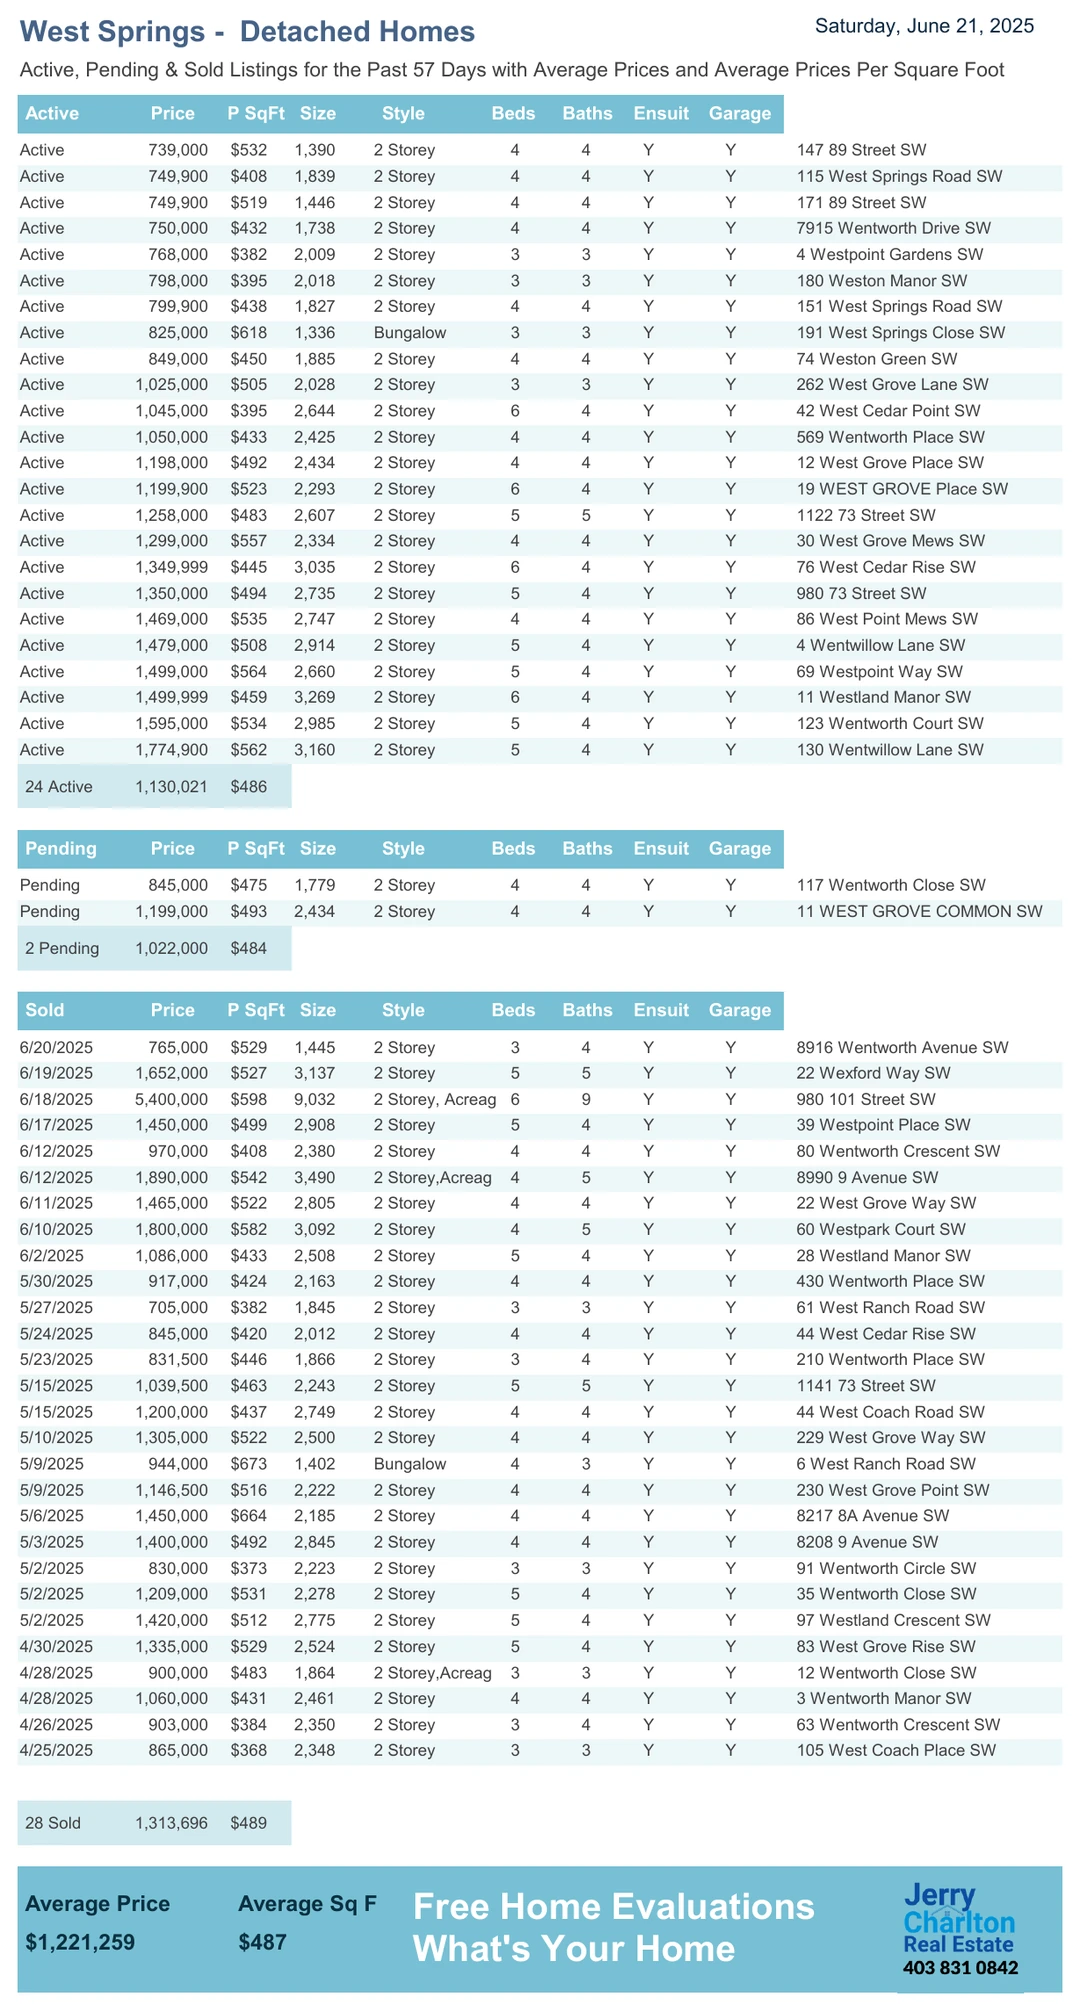 West Springs -  Detached Homes
Saturday, June 21, 2025
Active, Pending & Sold Listings for the Past 57 Days with Average Prices and Average Prices Per Square Foot
Active Price P SqFt Size Style Beds Baths Ensuit Garage
Active 739,000 $532 1,390 2 Storey 4 4 Y Y 147 89 Street SW
Active 749,900 $408 1,839 2 Storey 4 4 Y Y 115 West Springs Road SW
Active 749,900 $519 1,446 2 Storey 4 4 Y Y 171 89 Street SW
Active 750,000 $432 1,738 2 Storey 4 4 Y Y 7915 Wentworth Drive SW
Active 768,000 $382 2,009 2 Storey 3 3 Y Y 4 Westpoint Gardens SW
Active 798,000 $395 2,018 2 Storey 3 3 Y Y 180 Weston Manor SW
Active 799,900 $438 1,827 2 Storey 4 4 Y Y 151 West Springs Road SW
Active 825,000 $618 1,336 Bungalow 3 3 Y Y 191 West Springs Close SW
Active 849,000 $450 1,885 2 Storey 4 4 Y Y 74 Weston Green SW
Active 1,025,000 $505 2,028 2 Storey 3 3 Y Y 262 West Grove Lane SW
Active 1,045,000 $395 2,644 2 Storey 6 4 Y Y 42 West Cedar Point SW
Active 1,050,000 $433 2,425 2 Storey 4 4 Y Y 569 Wentworth Place SW
Active 1,198,000 $492 2,434 2 Storey 4 4 Y Y 12 West Grove Place SW
Active 1,199,900 $523 2,293 2 Storey 6 4 Y Y 19 WEST GROVE Place SW
Active 1,258,000 $483 2,607 2 Storey 5 5 Y Y 1122 73 Street SW
Active 1,299,000 $557 2,334 2 Storey 4 4 Y Y 30 West Grove Mews SW
Active 1,349,999 $445 3,035 2 Storey 6 4 Y Y 76 West Cedar Rise SW
Active 1,350,000 $494 2,735 2 Storey 5 4 Y Y 980 73 Street SW
Active 1,469,000 $535 2,747 2 Storey 4 4 Y Y 86 West Point Mews SW
Active 1,479,000 $508 2,914 2 Storey 5 4 Y Y 4 Wentwillow Lane SW
Active 1,499,000 $564 2,660 2 Storey 5 4 Y Y 69 Westpoint Way SW
Active 1,499,999 $459 3,269 2 Storey 6 4 Y Y 11 Westland Manor SW
Active 1,595,000 $534 2,985 2 Storey 5 4 Y Y 123 Wentworth Court SW
Active 1,774,900 $562 3,160 2 Storey 5 4 Y Y 130 Wentwillow Lane SW
24 Active 1,130,021 $486
Pending Price P SqFt Size Style Beds Baths Ensuit Garage
Pending 845,000 $475 1,779 2 Storey 4 4 Y Y 117 Wentworth Close SW
Pending 1,199,000 $493 2,434 2 Storey 4 4 Y Y 11 WEST GROVE COMMON SW
2 Pending 1,022,000 $484
Sold Price P SqFt Size Style Beds Baths Ensuit Garage
6/20/2025 765,000 $529 1,445 2 Storey 3 4 Y Y 8916 Wentworth Avenue SW
6/19/2025 1,652,000 $527 3,137 2 Storey 5 5 Y Y 22 Wexford Way SW
6/18/2025 5,400,000 $598 9,032 2 Storey, Acreag 6 9 Y Y 980 101 Street SW
6/17/2025 1,450,000 $499 2,908 2 Storey 5 4 Y Y 39 Westpoint Place SW
6/12/2025 970,000 $408 2,380 2 Storey 4 4 Y Y 80 Wentworth Crescent SW
6/12/2025 1,890,000 $542 3,490 2 Storey,Acreag 4 5 Y Y 8990 9 Avenue SW
6/11/2025 1,465,000 $522 2,805 2 Storey 4 4 Y Y 22 West Grove Way SW
6/10/2025 1,800,000 $582 3,092 2 Storey 4 5 Y Y 60 Westpark Court SW
6/2/2025 1,086,000 $433 2,508 2 Storey 5 4 Y Y 28 Westland Manor SW
5/30/2025 917,000 $424 2,163 2 Storey 4 4 Y Y 430 Wentworth Place SW
5/27/2025 705,000 $382 1,845 2 Storey 3 3 Y Y 61 West Ranch Road SW
5/24/2025 845,000 $420 2,012 2 Storey 4 4 Y Y 44 West Cedar Rise SW
5/23/2025 831,500 $446 1,866 2 Storey 3 4 Y Y 210 Wentworth Place SW
5/15/2025 1,039,500 $463 2,243 2 Storey 5 5 Y Y 1141 73 Street SW
5/15/2025 1,200,000 $437 2,749 2 Storey 4 4 Y Y 44 West Coach Road SW
5/10/2025 1,305,000 $522 2,500 2 Storey 4 4 Y Y 229 West Grove Way SW
5/9/2025 944,000 $673 1,402 Bungalow 4 3 Y Y 6 West Ranch Road SW
5/9/2025 1,146,500 $516 2,222 2 Storey 4 4 Y Y 230 West Grove Point SW
5/6/2025 1,450,000 $664 2,185 2 Storey 4 4 Y Y 8217 8A Avenue SW
5/3/2025 1,400,000 $492 2,845 2 Storey 4 4 Y Y 8208 9 Avenue SW
5/2/2025 830,000 $373 2,223 2 Storey 3 3 Y Y 91 Wentworth Circle SW
5/2/2025 1,209,000 $531 2,278 2 Storey 5 4 Y Y 35 Wentworth Close SW
5/2/2025 1,420,000 $512 2,775 2 Storey 5 4 Y Y 97 Westland Crescent SW
4/30/2025 1,335,000 $529 2,524 2 Storey 5 4 Y Y 83 West Grove Rise SW
4/28/2025 900,000 $483 1,864 2 Storey,Acreag 3 3 Y Y 12 Wentworth Close SW
4/28/2025 1,060,000 $431 2,461 2 Storey 4 4 Y Y 3 Wentworth Manor SW
4/26/2025 903,000 $384 2,350 2 Storey 3 4 Y Y 63 Wentworth Crescent SW
4/25/2025 865,000 $368 2,348 2 Storey 3 3 Y Y 105 West Coach Place SW
28 Sold 1,313,696 $489
Average Price Average Sq F
$1,221,259 $487
Free Home Evaluations
What's Your Home
Jerry
Charlton
Real Estate
403 831 0842